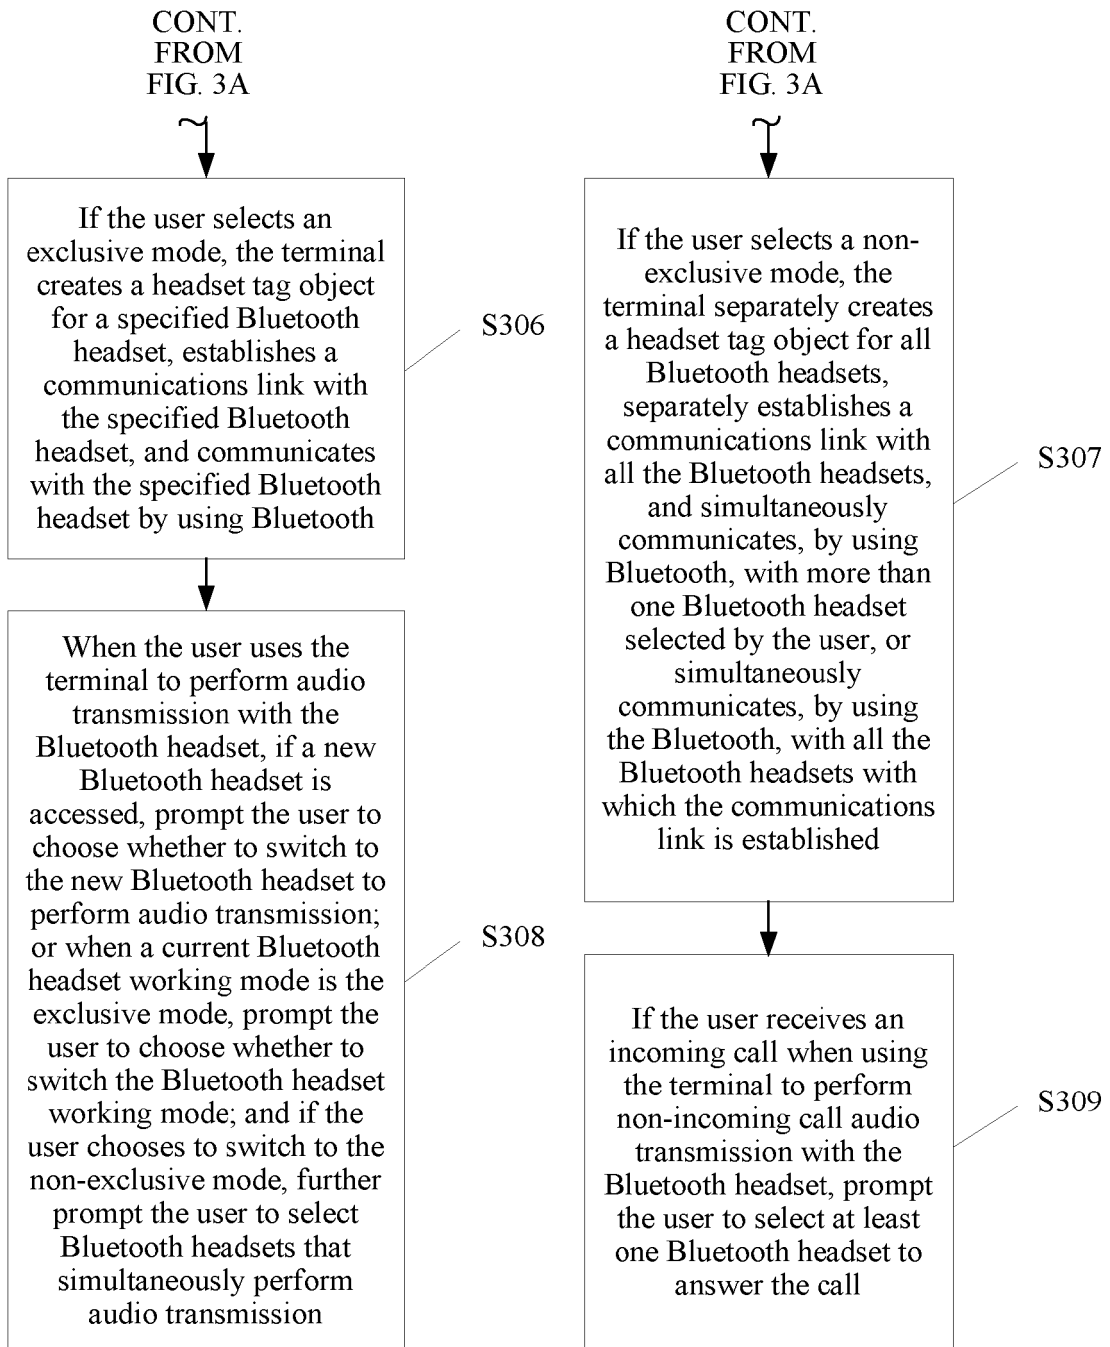 CONT.
FROM
FIG. 3A
If the user selects an
exclusive mode, the terminal
creates a headset tag object
for a specified Bluetooth
headset, establishes a
communications link with
the specified Bluetooth
headset, and communicates
with the specified Bluetooth
headset by using Bluetooth
S306
When the user uses the
terminal to perform audio
transmission with the
Bluetooth headset, if a new
Bluetooth headset is
accessed, prompt the user to
choose whether to switch to
the new Bluetooth headset to
perform audio transmission;
or when a current Bluetooth
headset working mode is the
exclusive mode, prompt the
user to choose whether to
switch the Bluetooth headset
working mode; and if the
user chooses to switch to the
non-exclusive mode, further
prompt the user to select
Bluetooth headsets that
simultaneously perform
audio transmission
S308
CONT.
FROM
FIG. 3A
If the user selects a non-
exclusive mode, the
terminal separately creates
a headset tag object for all
Bluetooth headsets,
separately establishes a
communications link with
all the Bluetooth headsets,
and simultaneously
communicates, by using
Bluetooth, with more than
one Bluetooth headset
selected by the user, or
simultaneously
communicates, by using
the Bluetooth, with all the
Bluetooth headsets with
which the communications
link is established
S307
If the user receives an
incoming call when using
the terminal to perform
non-incoming call audio
transmission with the
Bluetooth headset, prompt
the user to select at least
one Bluetooth headset to
answer the call
S309